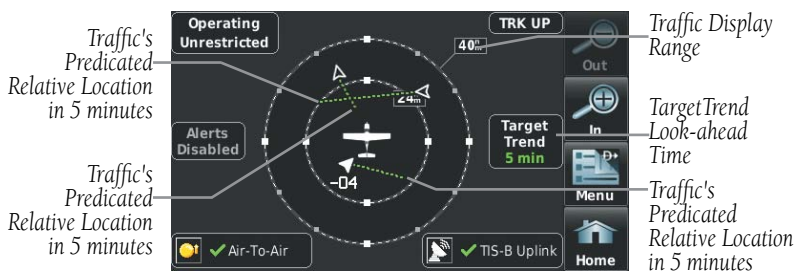 Traffic's
Predicated
Relative Location
in 5 minutes
Traffic's
Predicated
Relative Location
in 5 minutes
Operating
Unrestricted
TRK UP
40nm
24nm
Alerts
Disabled
Target
Trend
5 min
-04
Air-To-Air
TIS-B Uplink
Out
In
Menu
Home
Traffic Display
Range
TargetTrend
Look-ahead
Time
Traffic's
Predicated
Relative Location
in 5 minutes